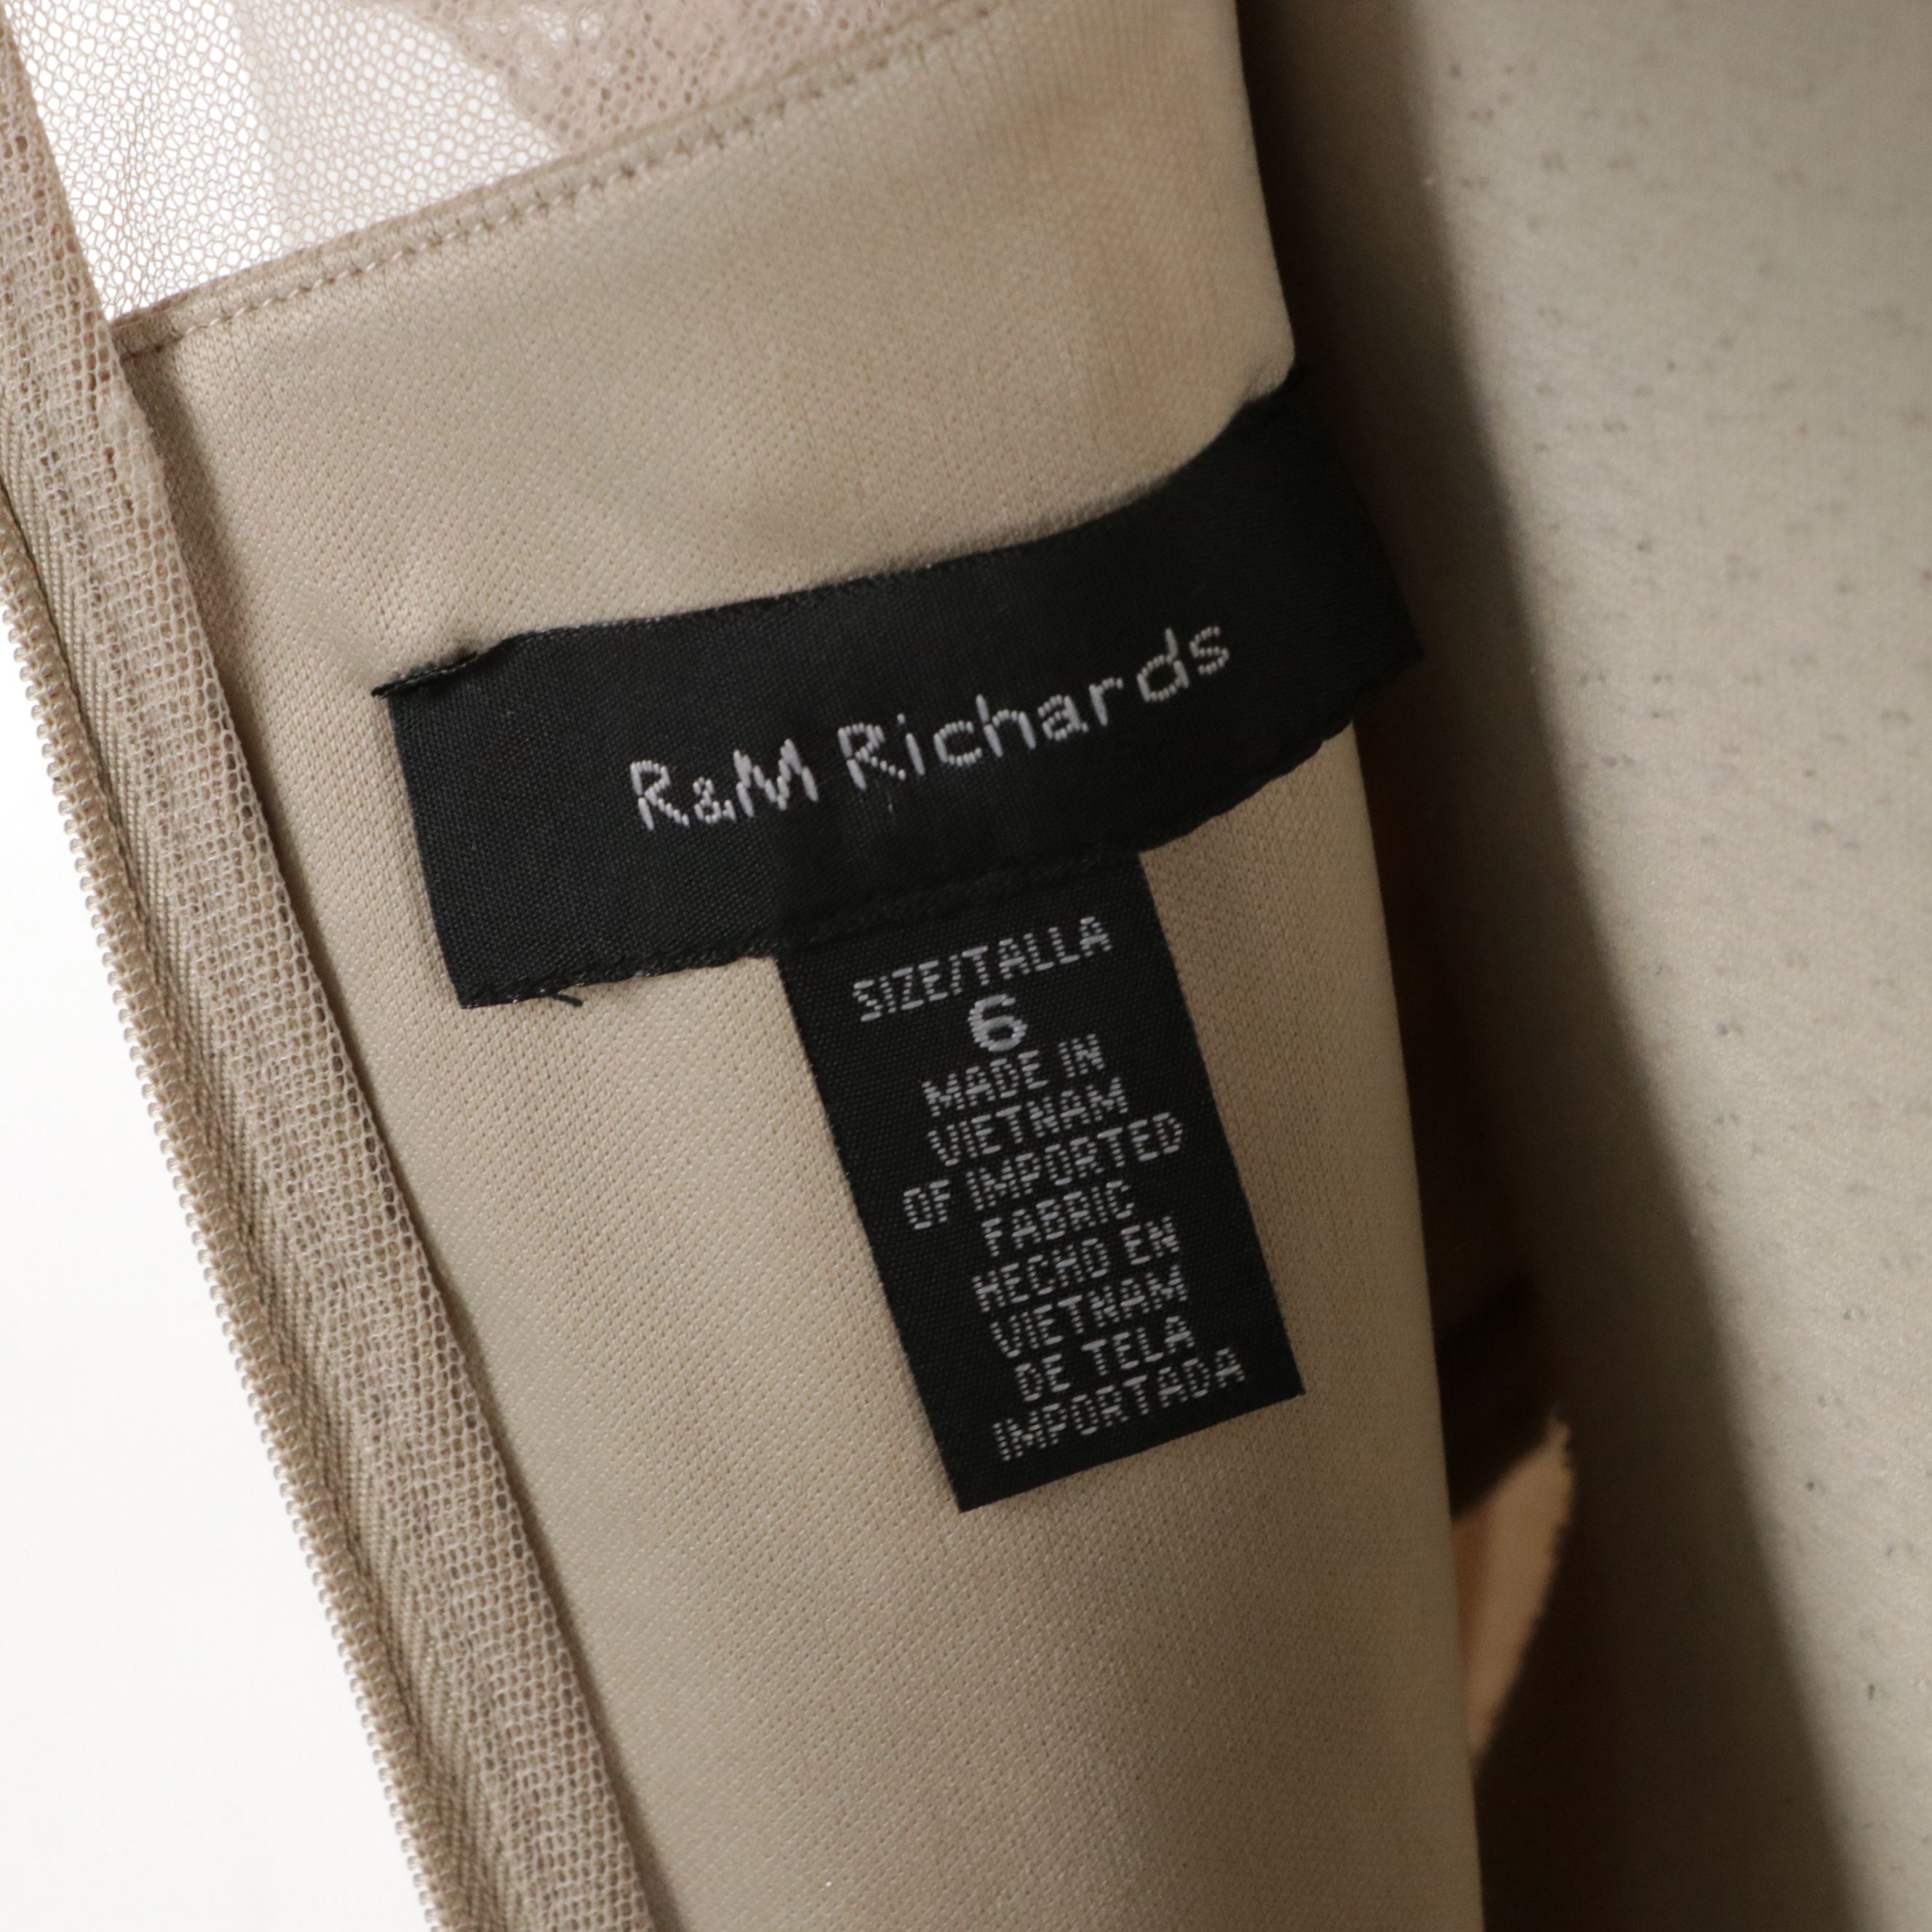 R&M Richards
SIZE/TALLA
6
MADE IN
VIETNAM
OF IMPORTED
FABRIC
HECHO EN
VIETNAM
DE TELA
IMPORTADA